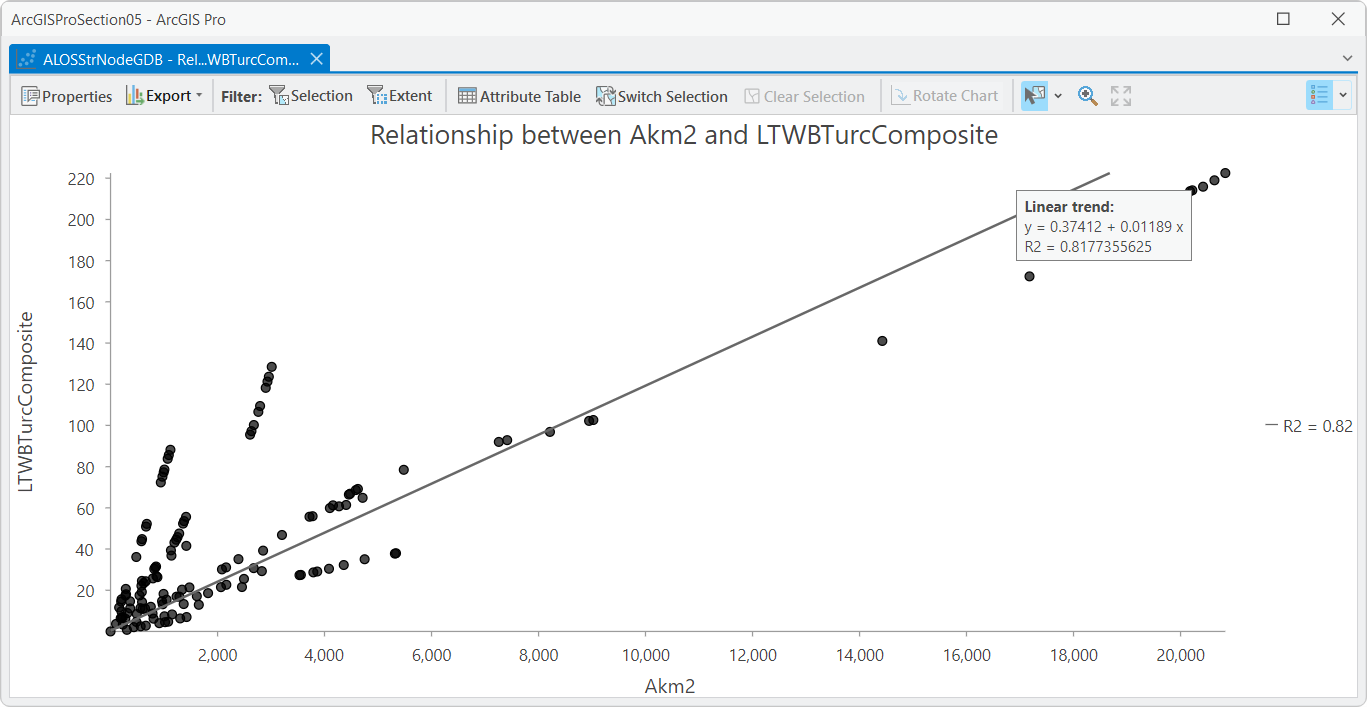 ArcGISProSection05 - ArcGIS Pro
ALOSStrNodeGDB - Rel...WBTurcCom...
Properties Export Filter: Selection Extent Attribute Table Switch Selection Clear Selection Rotate Chart
Relationship between Akm2 and LTWBTurcComposite
220
200
180
160
140
120
100
80
60
40
20
LTWBTurcComposite
Linear trend:
y = 0.37412 + 0.01189 x
R2 = 0.8177355625
R2 = 0.82
2,000 4,000 6,000 8,000 10,000 12,000 14,000 16,000 18,000 20,000
Akm2